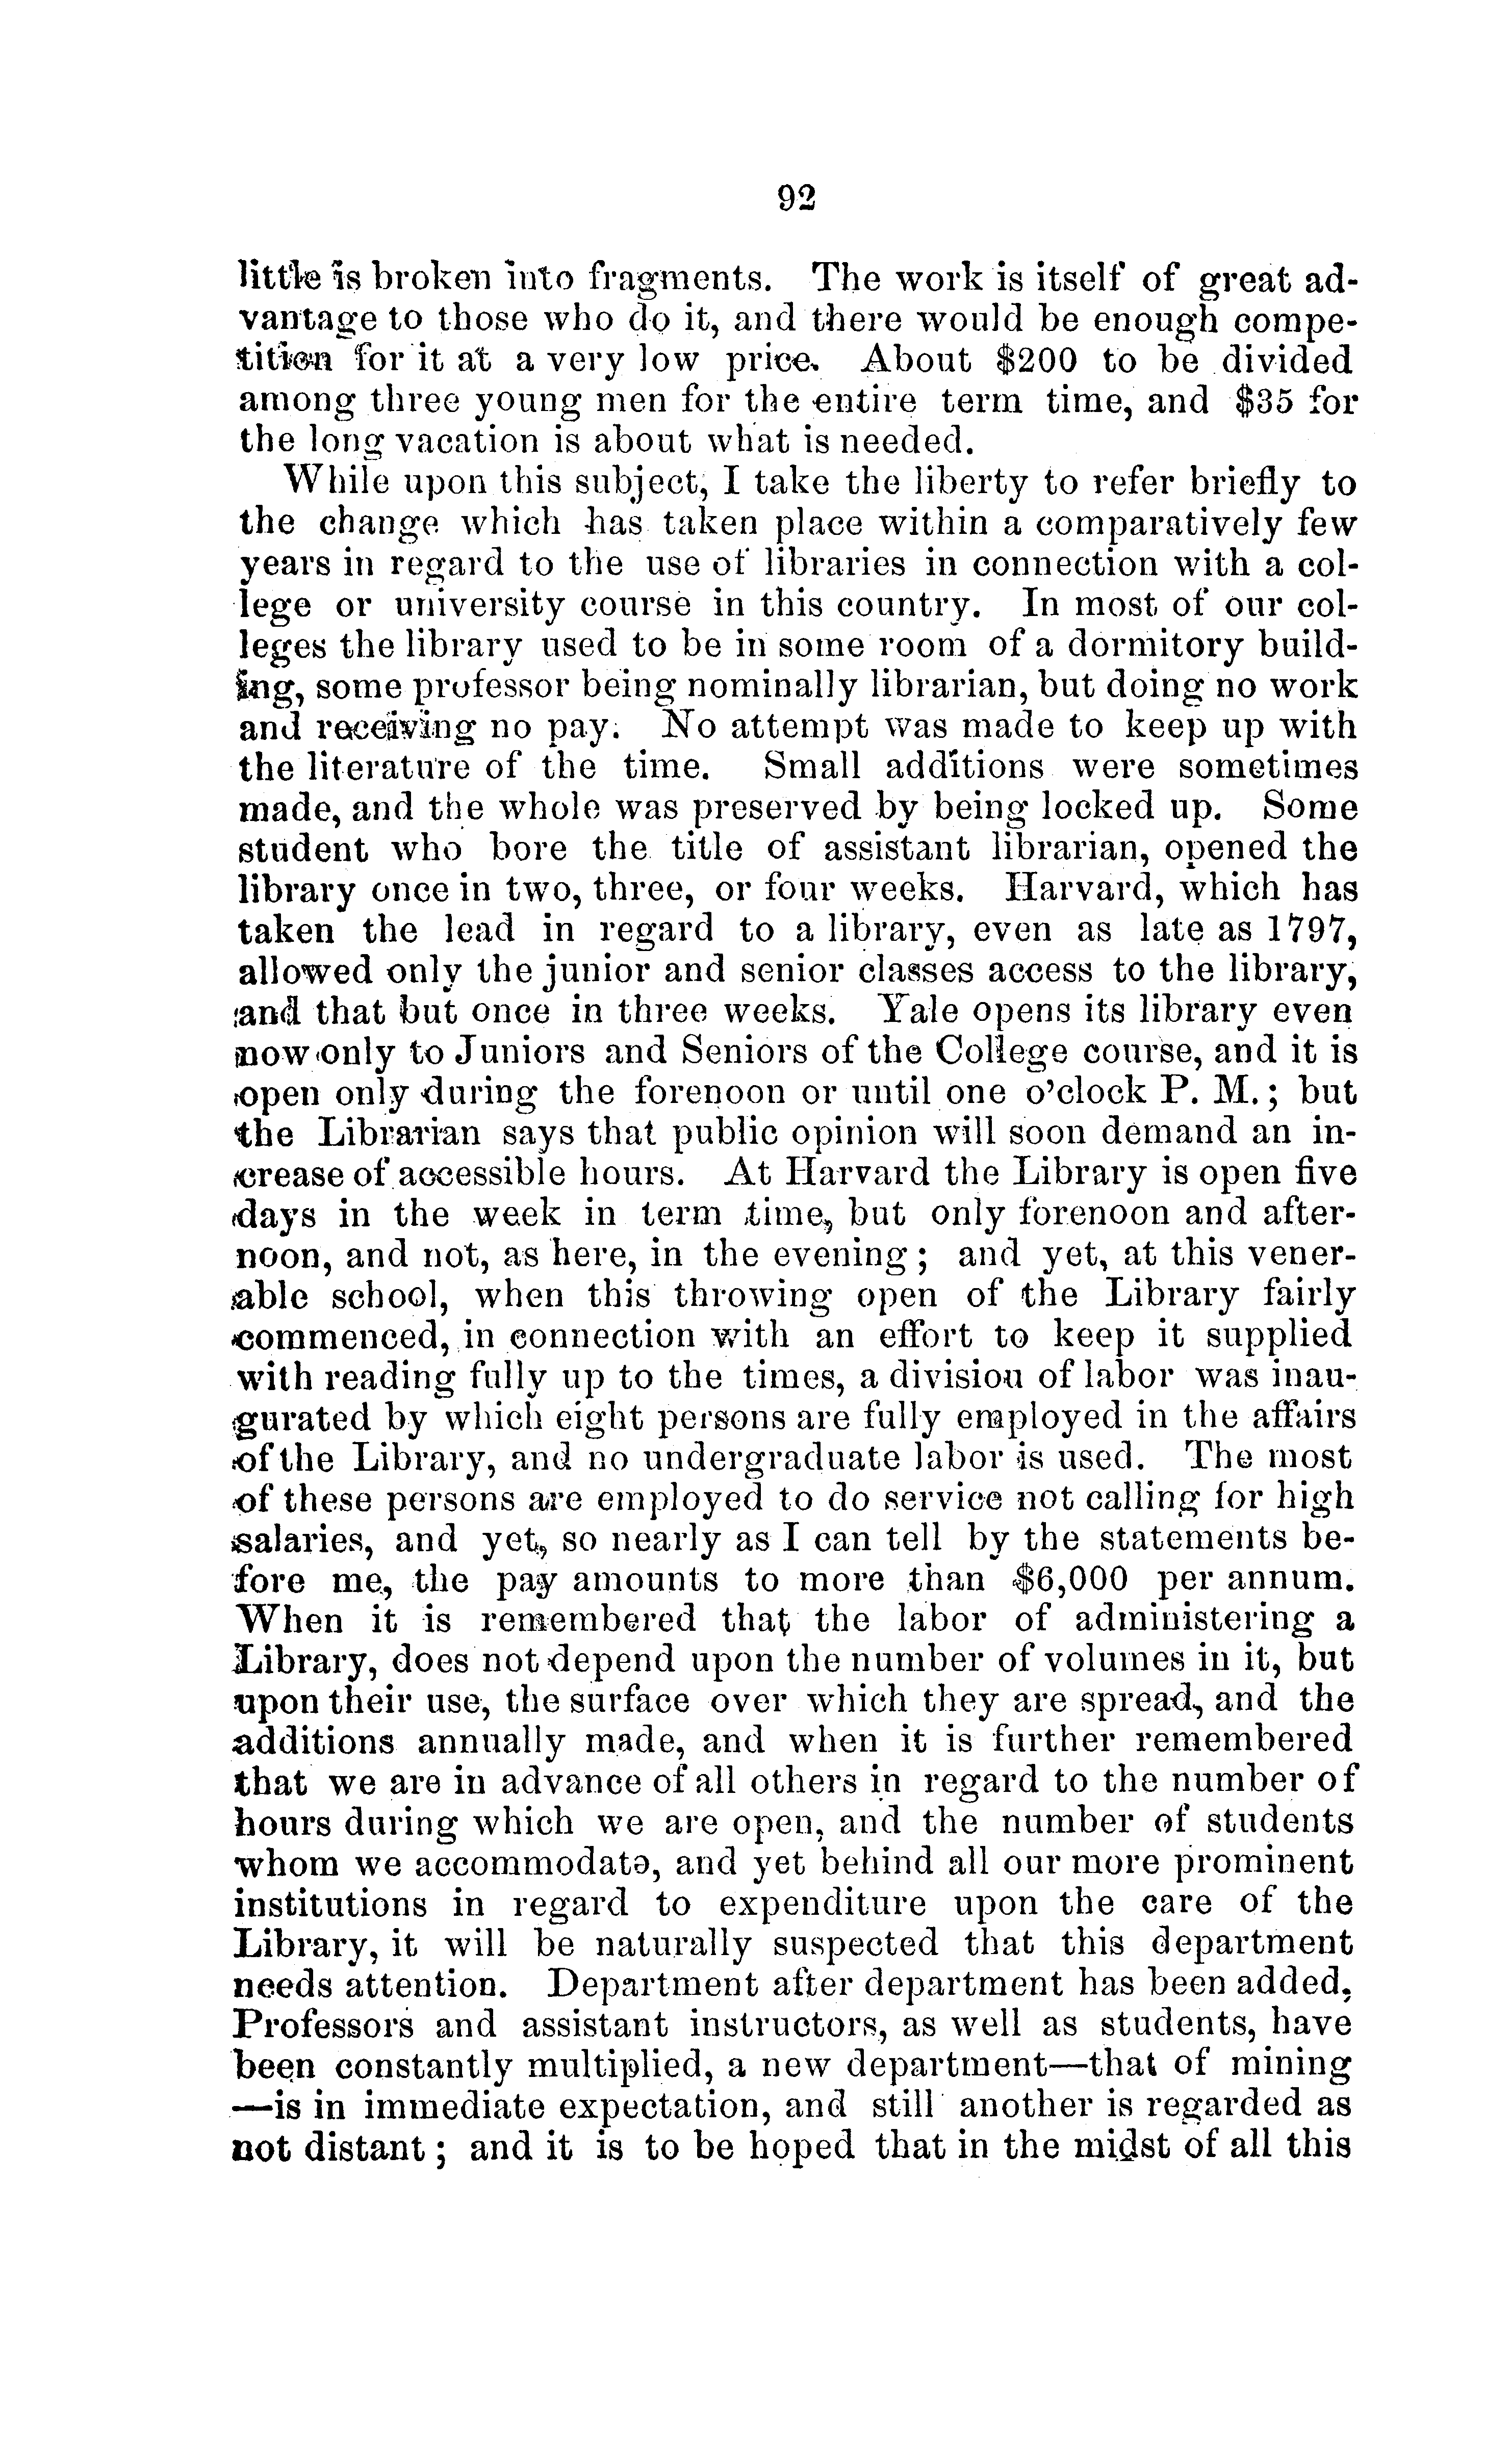 92
little is broken into fragments. The work is itself of great ad-
vantage to those who do it, and there would be enough compe-
tition for it at a very low price. About $200 to be divided
among three young men for the entire term time, and $35 for
the long vacation is about what is needed.
While upon this subject, I take the liberty to refer briefly to
the change which has taken place within a comparatively few
years in regard to the use of libraries in connection with a col-
lege or university course in this country. In most of our col-
leges the library used to be in some room of a dormitory build-
ing, some professor being nominally librarian, but doing no work
and receiving no pay. No attempt was made to keep up with
the literature of the time. Small additions were sometimes
made, and the whole was preserved by being locked up. Some
student who bore the title of assistant librarian, opened the
library once in two, three, or four weeks. Harvard, which has
taken the lead in regard to a library, even as late as 1797,
allowed only the junior and senior classes access to the library,
and that but once in three weeks. Yale opens its library even
now only to Juniors and Seniors of the College course, and it is
open only during the forenoon or until one o'clock P. M.; but
the Librarian says that public opinion will soon demand an in-
crease of accessible hours. At Harvard the Library is open five
days in the week in term time, but only forenoon and after-
noon, and not, as here, in the evening; and yet, at this vener-
able school, when this throwing open of the Library fairly
commenced, in connection with an effort to keep it supplied
with reading fully up to the times, a division of labor was inau-
gurated by which eight persons are fully employed in the affairs
of the Library, and no undergraduate labor is used. The most
of these persons are employed to do service not calling for high
salaries, and yet, so nearly as I can tell by the statements be-
fore me, the pay amounts to more than $6,000 per annum.
When it is remembered that the labor of administering a
Library, does not depend upon the number of volumes in it, but
upon their use, the surface over which they are spread, and the
additions annually made, and when it is further remembered
that we are in advance of all others in regard to the number of
hours during which we are open, and the number of students
whom we accommodate, and yet behind all our more prominent
institutions in regard to expenditure upon the care of the
Library, it will be naturally suspected that this department
needs attention. Department after department has been added,
Professors and assistant instructors, as well as students, have
been constantly multiplied, a new department—that of mining
—is in immediate expectation, and still another is regarded as
not distant; and it is to be hoped that in the midst of all this